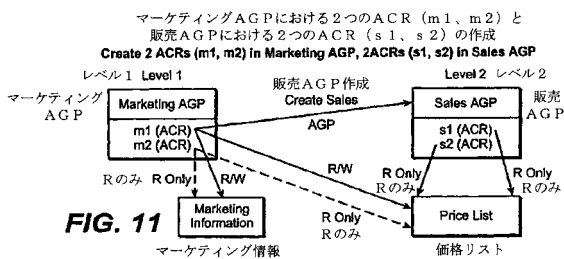 マーケティングAGPにおける2つのACR(m1、m2)と
販売AGPにおける2つのACR(s1、s2)の作成
Create 2 ACRs (m1, m2) in Marketing AGP, 2ACRs (s1, s2) in Sales AGP
レベル1 Level 1
Level 2 レベル2
マーケティング
AGP
Marketing AGP
m1 (ACR)
m2 (ACR)
販売AGP作成
Create Sales
AGP
Sales AGP
s1 (ACR)
s2 (ACR)
販売
AGP
Rのみ
R Only
R/W
R/W
R Only
Rのみ
R Only
Rのみ
R Only
Rのみ
Marketing
Information
マーケティング情報
Price List
価格リスト
FIG. 11